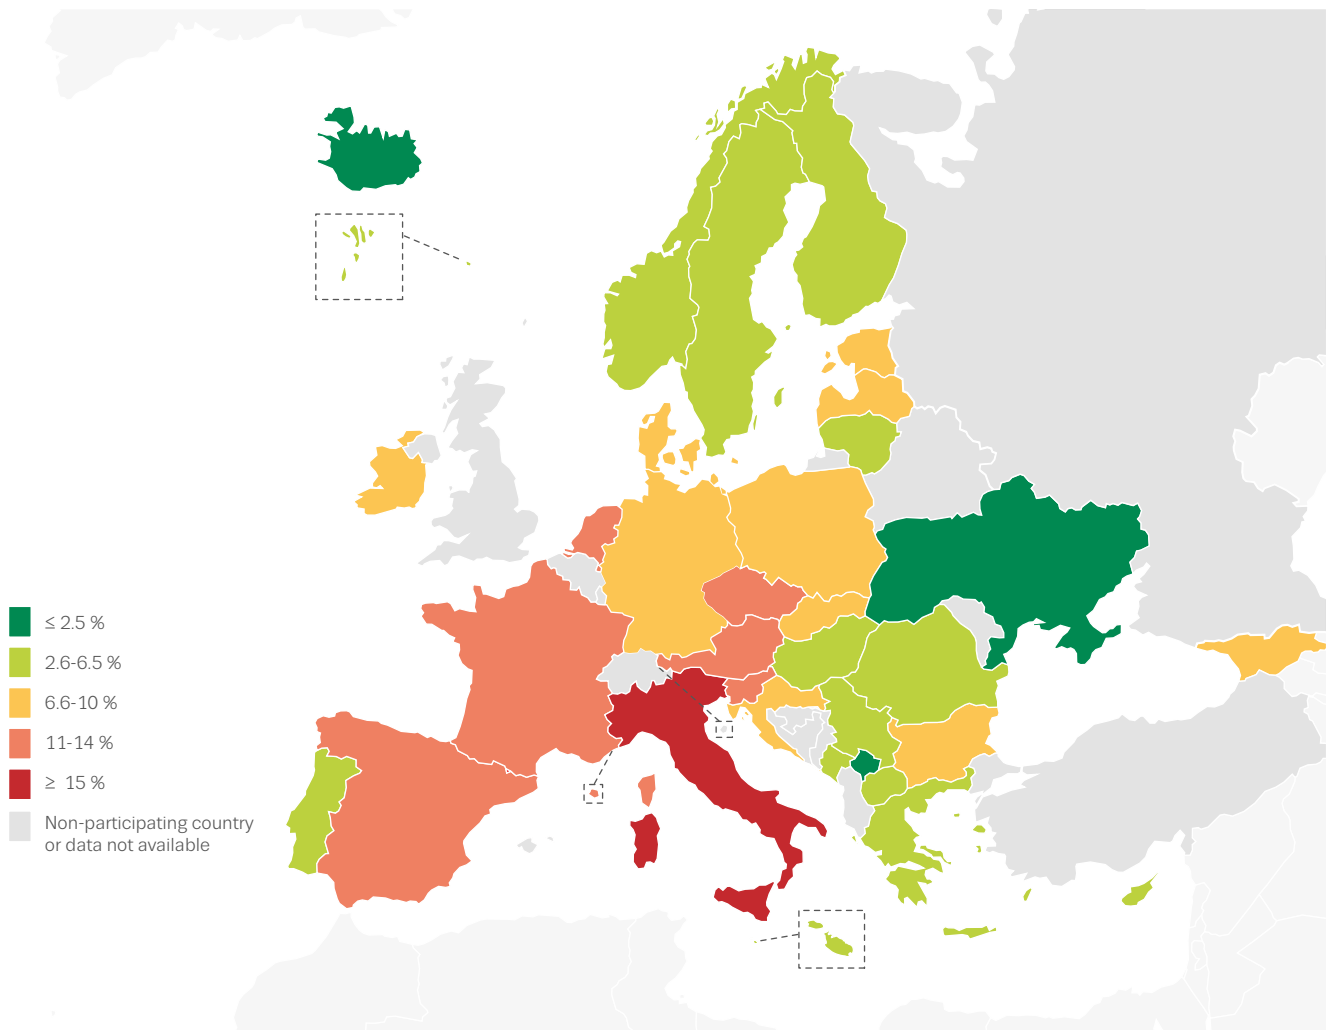 ≤ 2.5 %
2.6-6.5 %
6.6-10 %
11-14 %
≥ 15 %
Non-participating country
or data not available